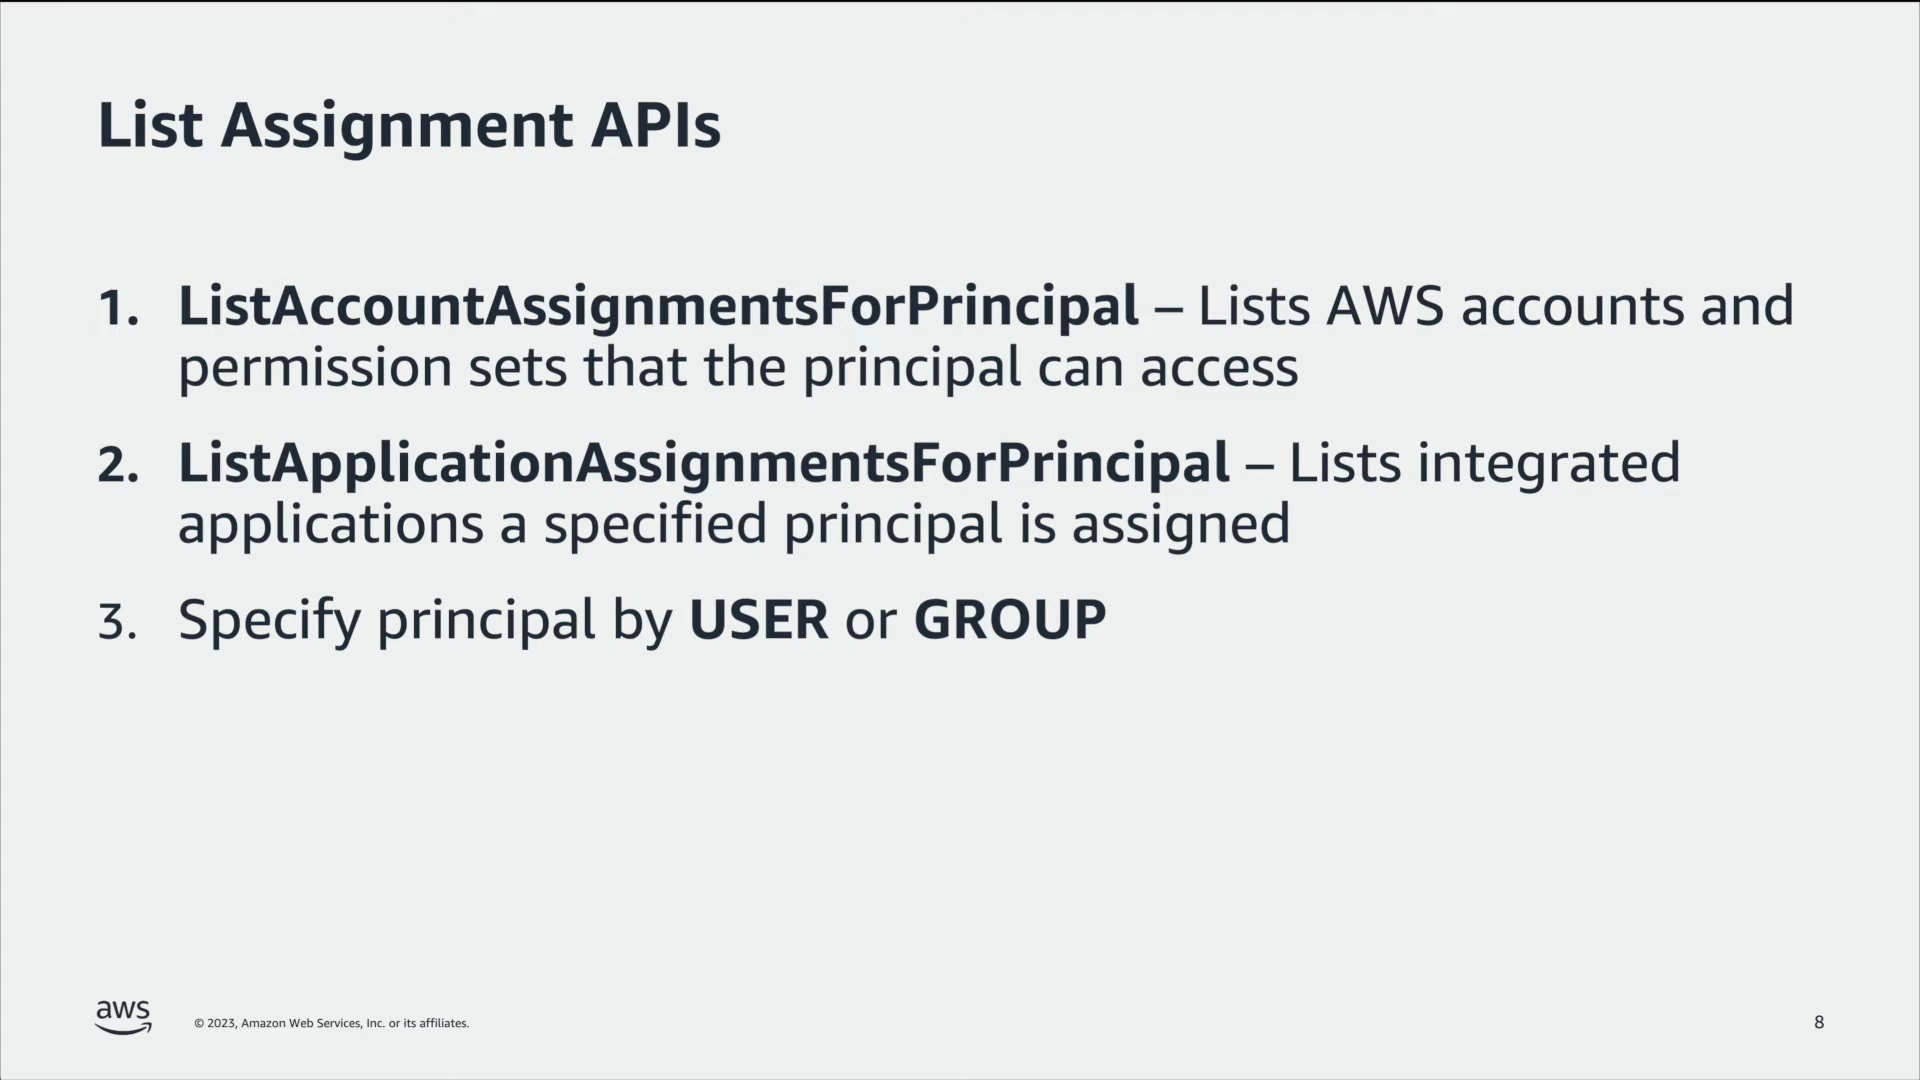 List Assignment APIs
1. ListAccountAssignmentsForPrincipal – Lists AWS accounts and
permission sets that the principal can access
2. ListApplicationAssignmentsForPrincipal – Lists integrated
applications a specified principal is assigned
3. Specify principal by USER or GROUP
aws
© 2023, Amazon Web Services, Inc. or its affiliates.
8